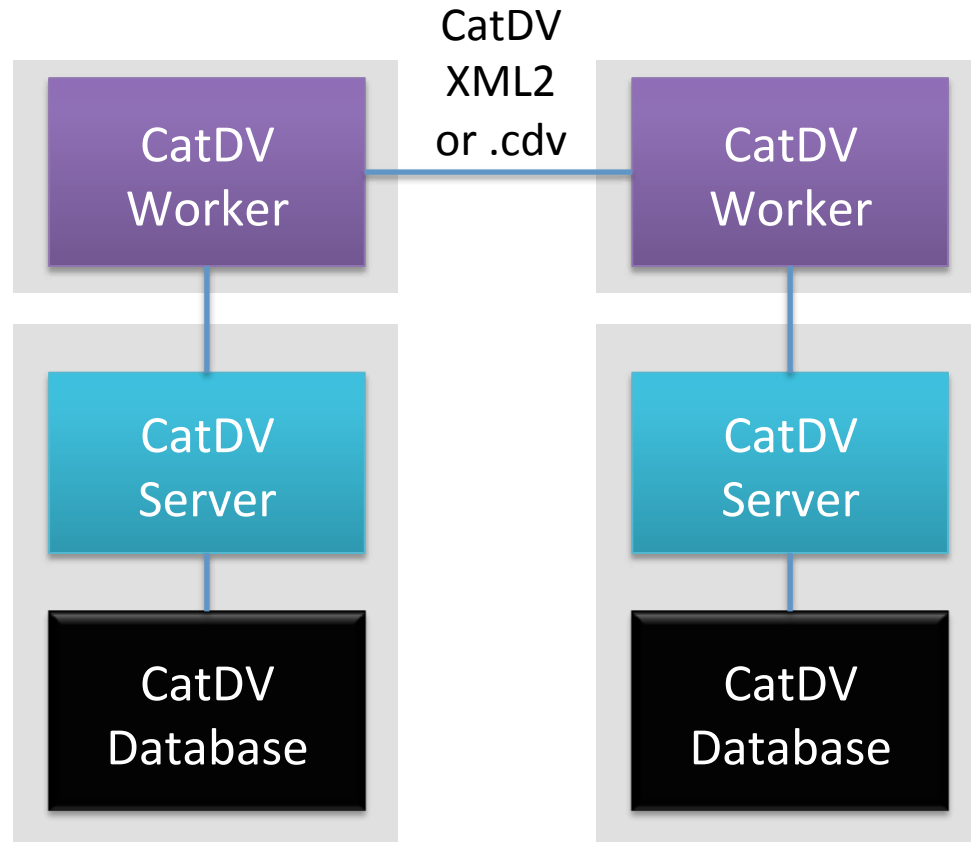 CatDV
XML2
or .cdv
CatDV
Worker
CatDV
Worker
CatDV
Server
CatDV
Server
CatDV
Database
CatDV
Database